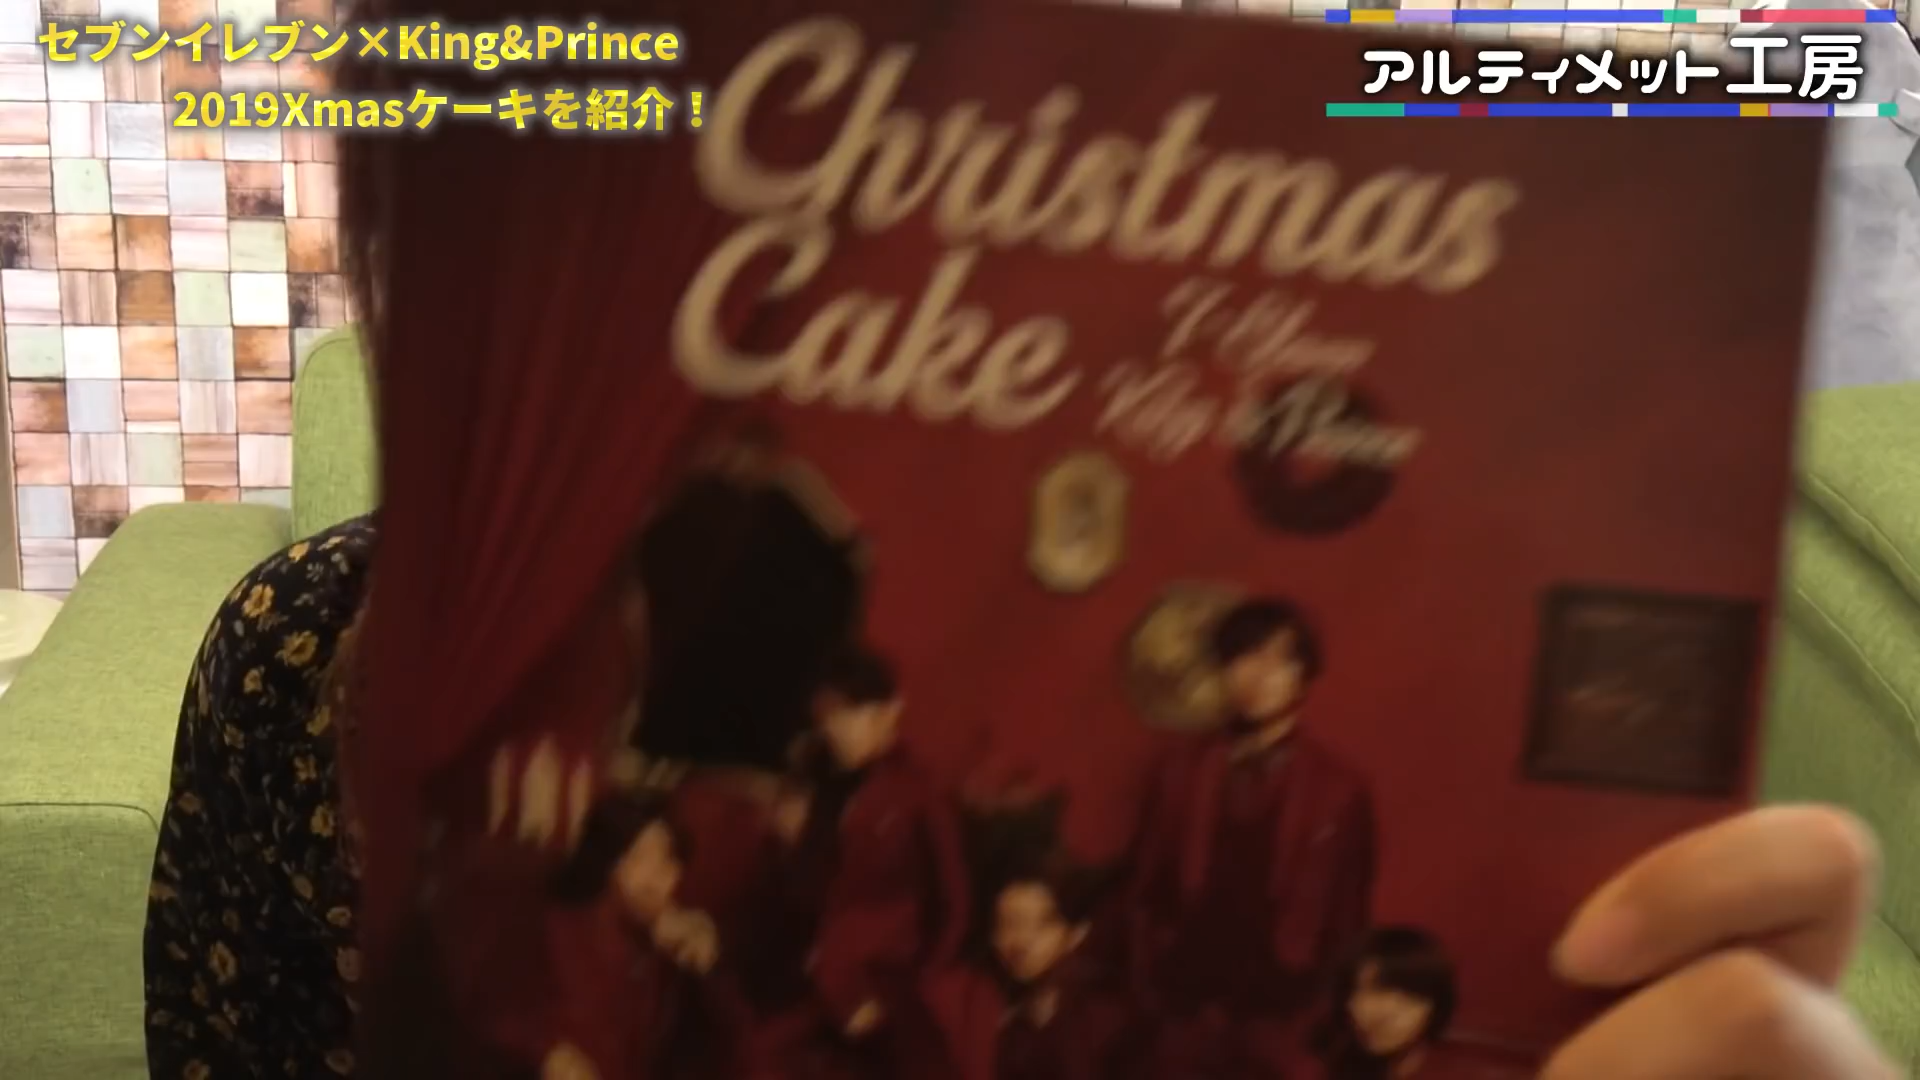 セブンイレブン×King&Prince
2019Xmasケーキを紹介！
アルティメット工房
Christmas
Cake